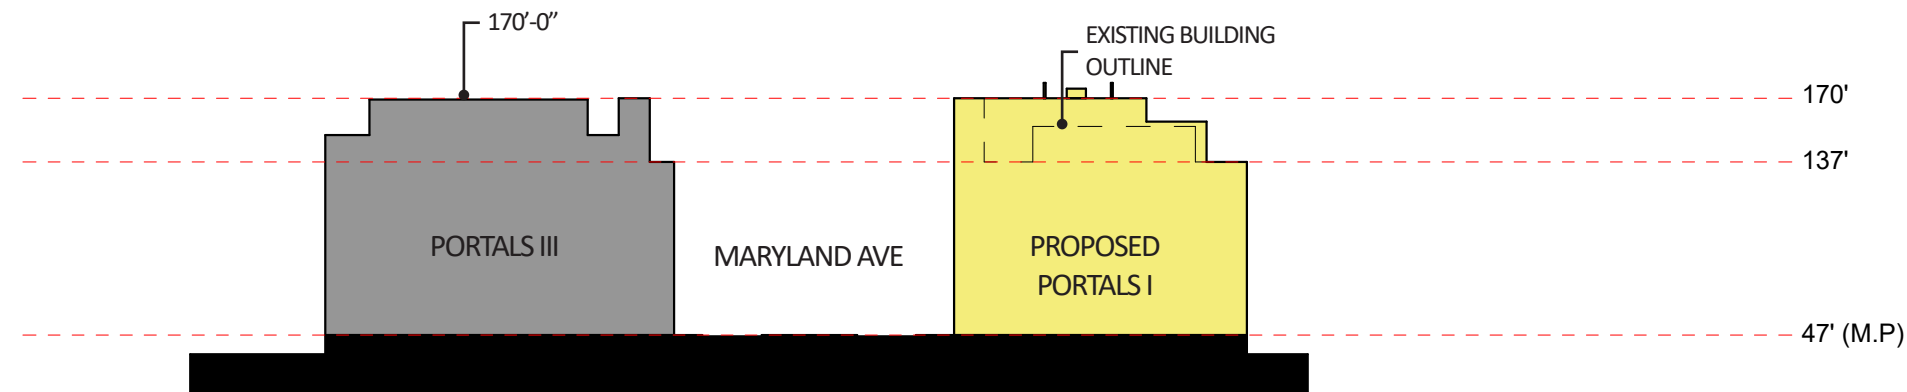 170’-0”
EXISTING BUILDING
OUTLINE
170'
137'
PORTALS III
MARYLAND AVE
PROPOSED
PORTALS I
47' (M.P)